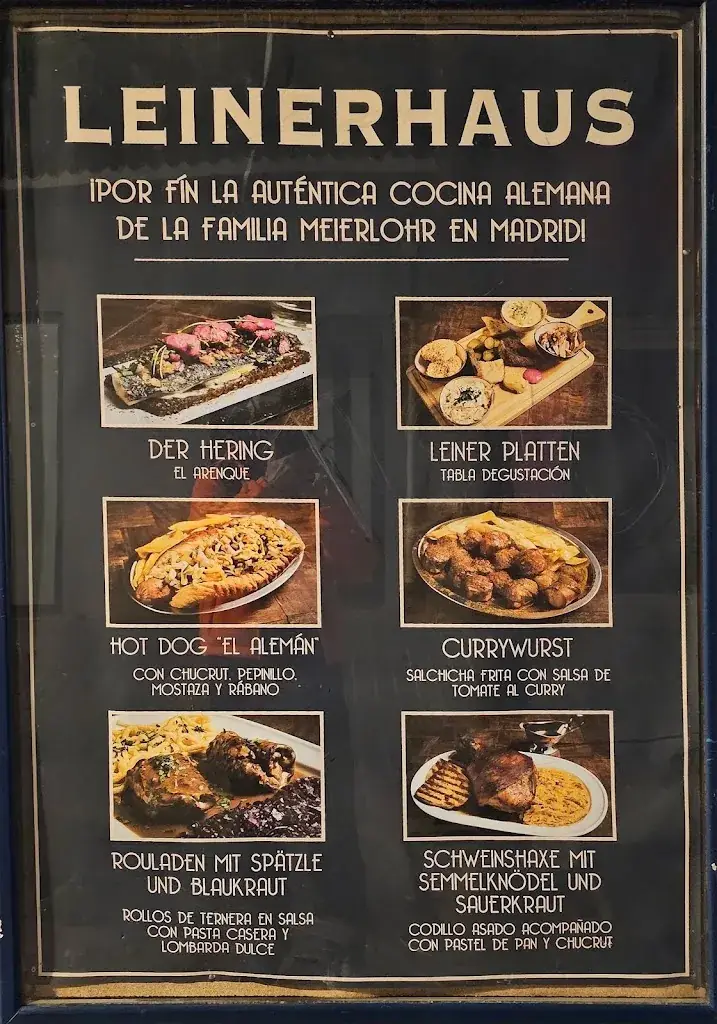 LEINERHAUS
¡POR FÍN LA AUTÉNTICA COCINA ALEMANA
DE LA FAMILIA MEIERLOHR EN MADRID!
DER HERING
EL ARENQUE
LEINER PLATTEN
TABLA DEGUSTACIÓN
HOT DOG "EL ALEMÁN"
CON CHUCRUT, PEPINILLO,
MOSTAZA Y RÁBANO
CURRYWURST
SALCHICHA FRITA CON SALSA DE
TOMATE AL CURRY
ROULADEN MIT SPÄTZLE
UND BLAUKRAUT
ROLLOS DE TERNERA EN SALSA
CON PASTA CASERA Y
LOMBARDA DULCE
SCHWEINSHAXE MIT
SEMMELKNÖDEL UND
SAUERKRAUT
CODILLO ASADO ACOMPAÑADO
CON PASTEL DE PAN Y CHUCRUT